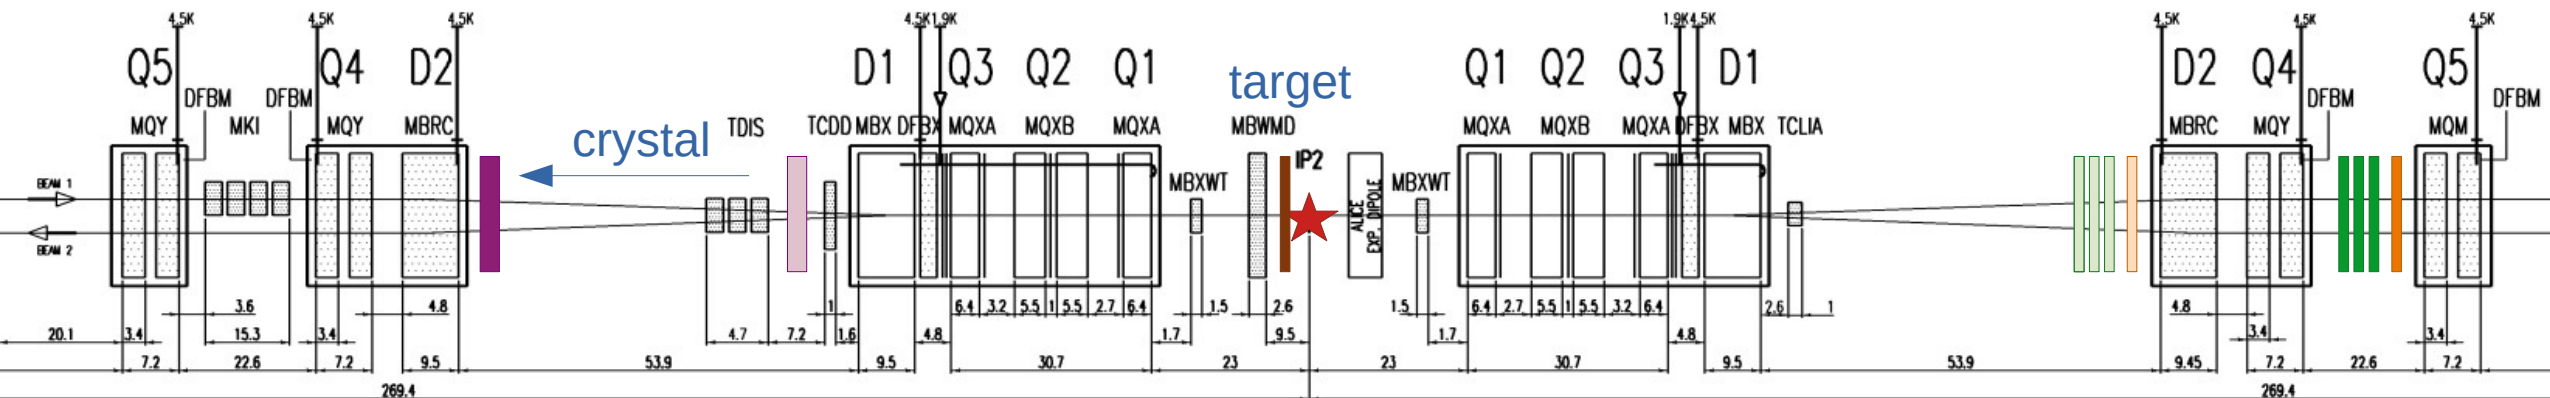 4.5K 4.5K 4.5K 4.5K 1.9K 1.9K 4.5K 4.5K 4.5K 4.5K
Q5 Q4 D2 D1 Q3 Q2 Q1 target Q1 Q2 Q3 D1 D2 Q4 Q5
DFBM DFBM DFBM DFBM
MQY MKI MQY MBRC crystal TDIS TCDD MBX DFBX MQXA MQXB MQXA MBWMD MQXA MQXB MQXA DFBX MBX TCLIA MBRC MQY MQM
IP2
BEAM 1 MBXWT MBXWT
ALICE
EXP. DIPOLE
BEAM 2
3.6 4.8 1 6.4 3.2 5.5 1 5.5 2.7 6.4 1.5 2.6 1.5 6.4 2.7 5.5 1 5.5 3.2 6.4 2.6 1 4.8
20.1 3.4 15.3 3.4 4.7 7.2 1.6 4.8 1.7 9.5 1.7 4.8 3.4 3.4
7.2 22.6 7.2 9.5 53.9 9.5 30.7 23 23 30.7 9.5 53.9 9.45 7.2 22.6 7.2
269.4 269.4